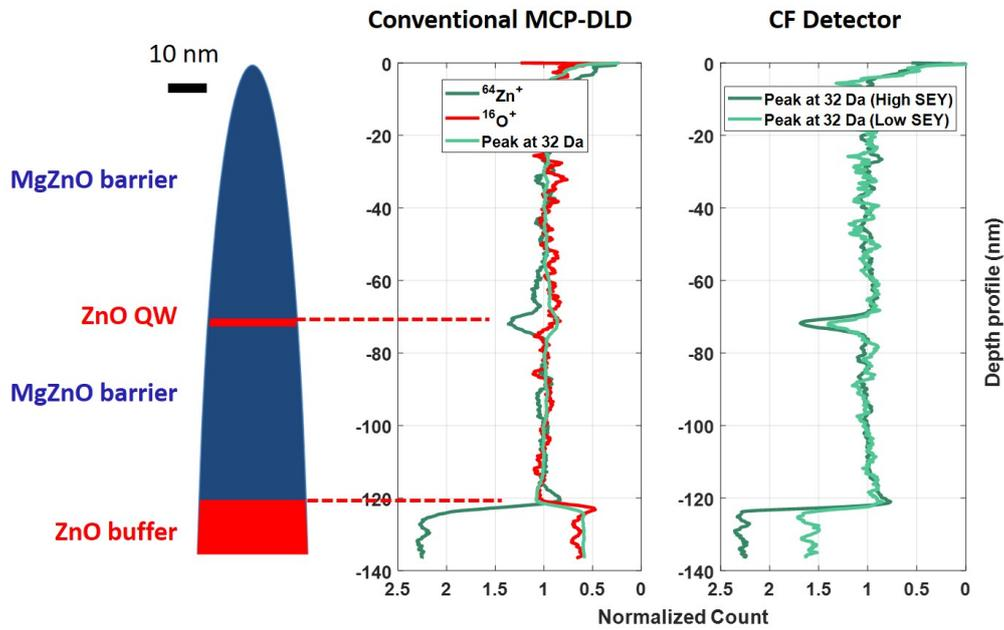 Conventional MCP-DLD
CF Detector
10 nm
MgZnO barrier
ZnO QW
MgZnO barrier
ZnO buffer
0
-20
-40
-60
-80
-100
-120
-140
2.5 2 1.5 1 0.5 0
⁶⁴Zn⁺
¹⁶O⁺
Peak at 32 Da
0
-20
-40
-60
-80
-100
-120
-140
2.5 2 1.5 1 0.5 0
Peak at 32 Da (High SEY)
Peak at 32 Da (Low SEY)
Depth profile (nm)
Normalized Count